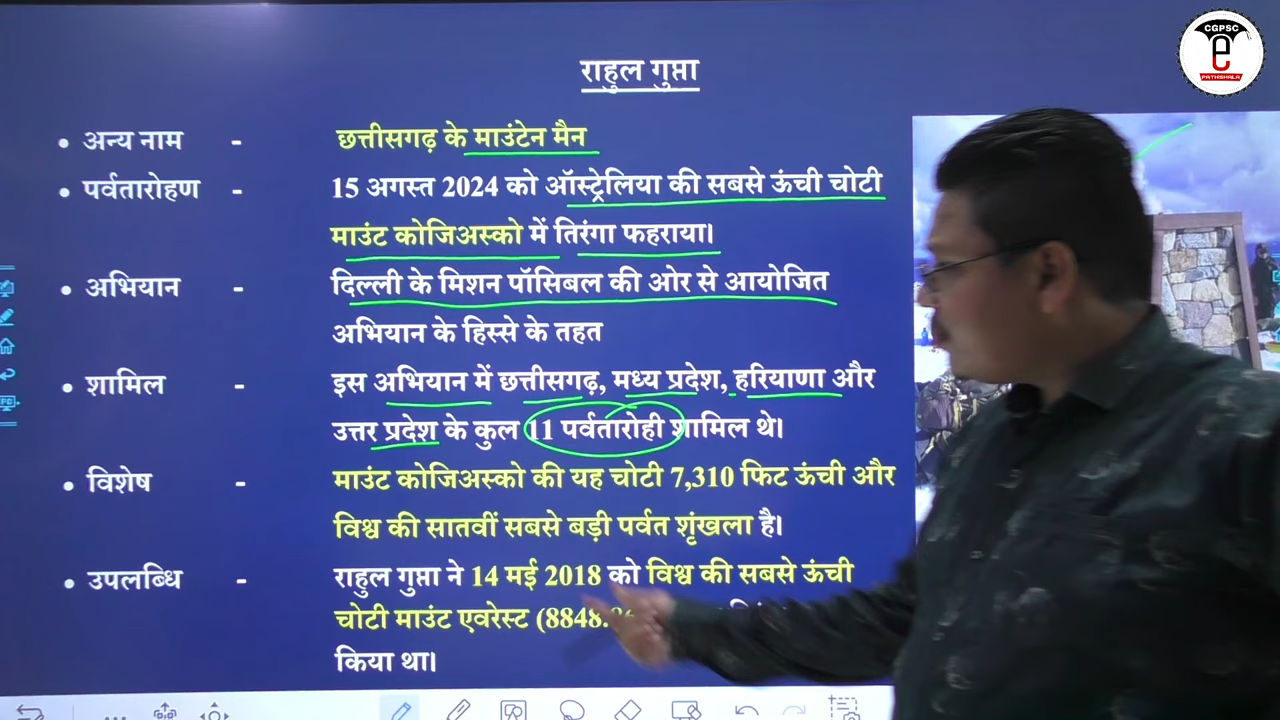 CGPSC
e
PATHSHALA
राहुल गुप्ता
• अन्य नाम - छत्तीसगढ़ के माउंटेन मैन
• पर्वतारोहण - 15 अगस्त 2024 को ऑस्ट्रेलिया की सबसे ऊंची चोटी
माउंट कोजिअस्को में तिरंगा फहराया।
• अभियान - दिल्ली के मिशन पॉसिबल की ओर से आयोजित
अभियान के हिस्से के तहत
• शामिल - इस अभियान में छत्तीसगढ़, मध्य प्रदेश, हरियाणा और
उत्तर प्रदेश के कुल 11 पर्वतारोही शामिल थे।
• विशेष - माउंट कोजिअस्को की यह चोटी 7,310 फिट ऊंची और
विश्व की सातवीं सबसे बड़ी पर्वत शृंखला है।
• उपलब्धि - राहुल गुप्ता ने 14 मई 2018 को विश्व की सबसे ऊंची
चोटी माउंट एवरेस्ट (8848.86
किया था।